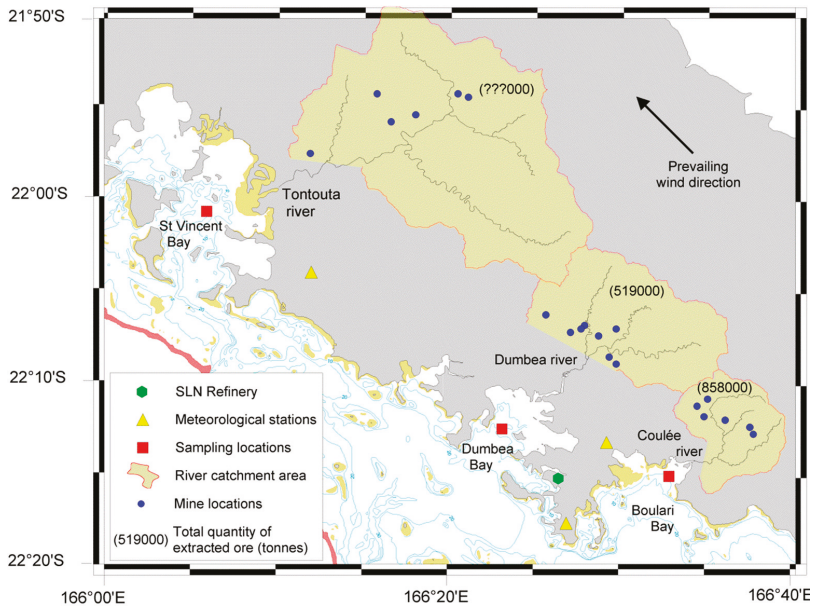 21°50'S
(???000)
Prevailing
wind direction
22°00'S
Tontouta
river
St Vincent
Bay
(519000)
Dumbea river
22°10'S
(858000)
SLN Refinery
Meteorological stations
Sampling locations
River catchment area
Mine locations
(519000) Total quantity of
extracted ore (tonnes)
Dumbea
Bay
Coulée
river
Boulari
Bay
22°20'S
166°00'E
166°20'E
166°40'E